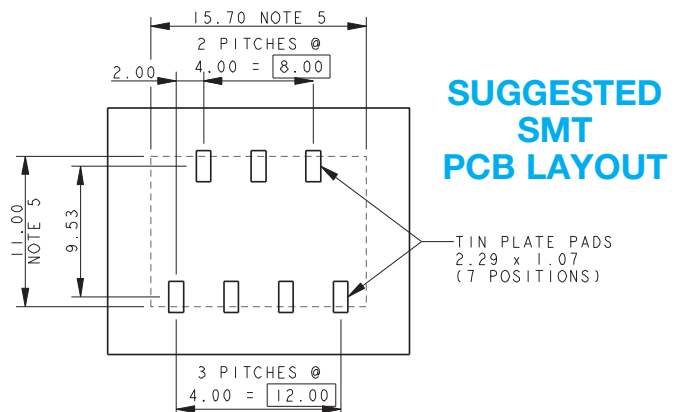 15.70 NOTE 5
2 PITCHES @
4.00 = 8.00
2.00
SUGGESTED
SMT
PCB LAYOUT
11.00
NOTE 5
9.53
TIN PLATE PADS
2.29 x 1.07
(7 POSITIONS)
3 PITCHES @
4.00 = 12.00